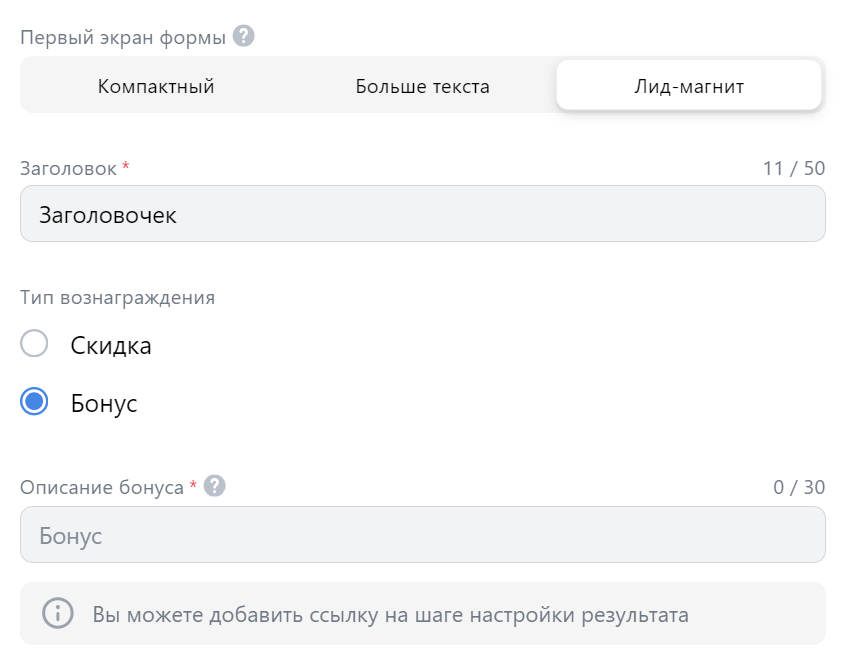 Первый экран формы ?
Компактный Больше текста Лид-магнит
Заголовок * 11 / 50
Заголовочек
Тип вознаграждения
Скидка
Бонус
Описание бонуса * ? 0 / 30
Бонус
Вы можете добавить ссылку на шаге настройки результата